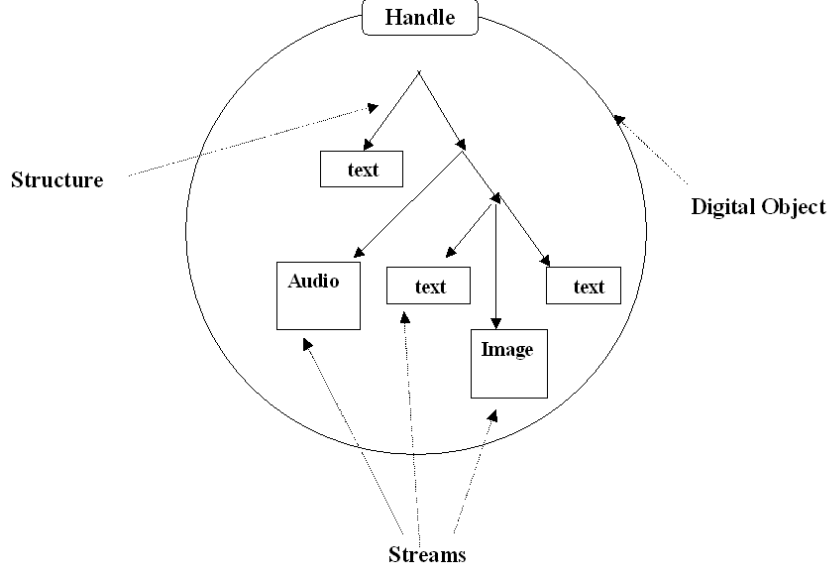 Handle
text
Structure
Digital Object
Audio
text
text
Image
Streams